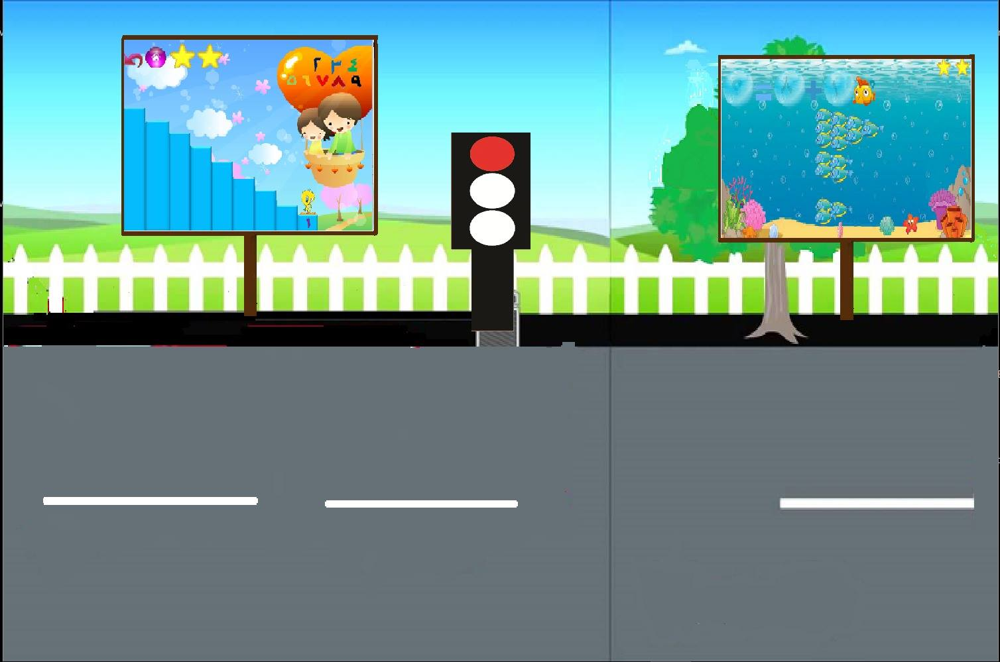 ٢ ٣ ٤
٥ ٦ ٧ ٨ ٩
= +
١